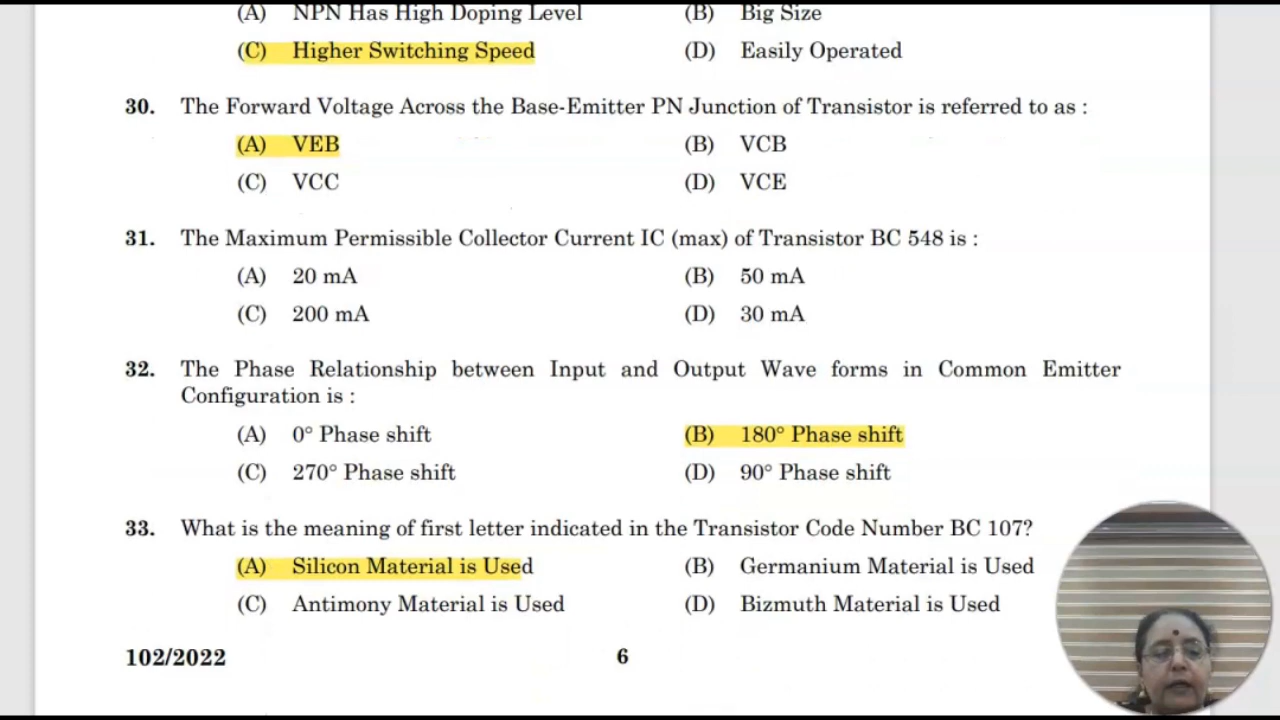 (A) NPN Has High Doping Level (B) Big Size
(C) Higher Switching Speed (D) Easily Operated
30. The Forward Voltage Across the Base-Emitter PN Junction of Transistor is referred to as :
(A) VEB (B) VCB
(C) VCC (D) VCE
31. The Maximum Permissible Collector Current IC (max) of Transistor BC 548 is :
(A) 20 mA (B) 50 mA
(C) 200 mA (D) 30 mA
32. The Phase Relationship between Input and Output Wave forms in Common Emitter
Configuration is :
(A) 0° Phase shift (B) 180° Phase shift
(C) 270° Phase shift (D) 90° Phase shift
33. What is the meaning of first letter indicated in the Transistor Code Number BC 107?
(A) Silicon Material is Used (B) Germanium Material is Used
(C) Antimony Material is Used (D) Bizmuth Material is Used
102/2022 6